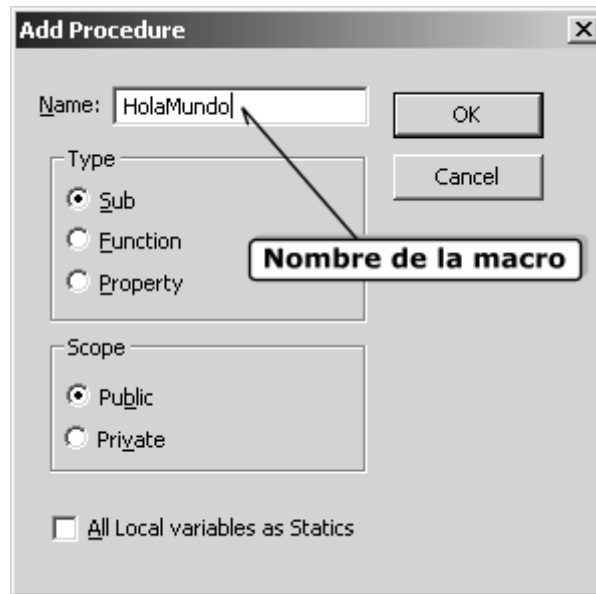 Add Procedure
Name: HolaMundo
OK
Cancel
Type
Sub
Function
Property
Nombre de la macro
Scope
Public
Private
All Local variables as Statics